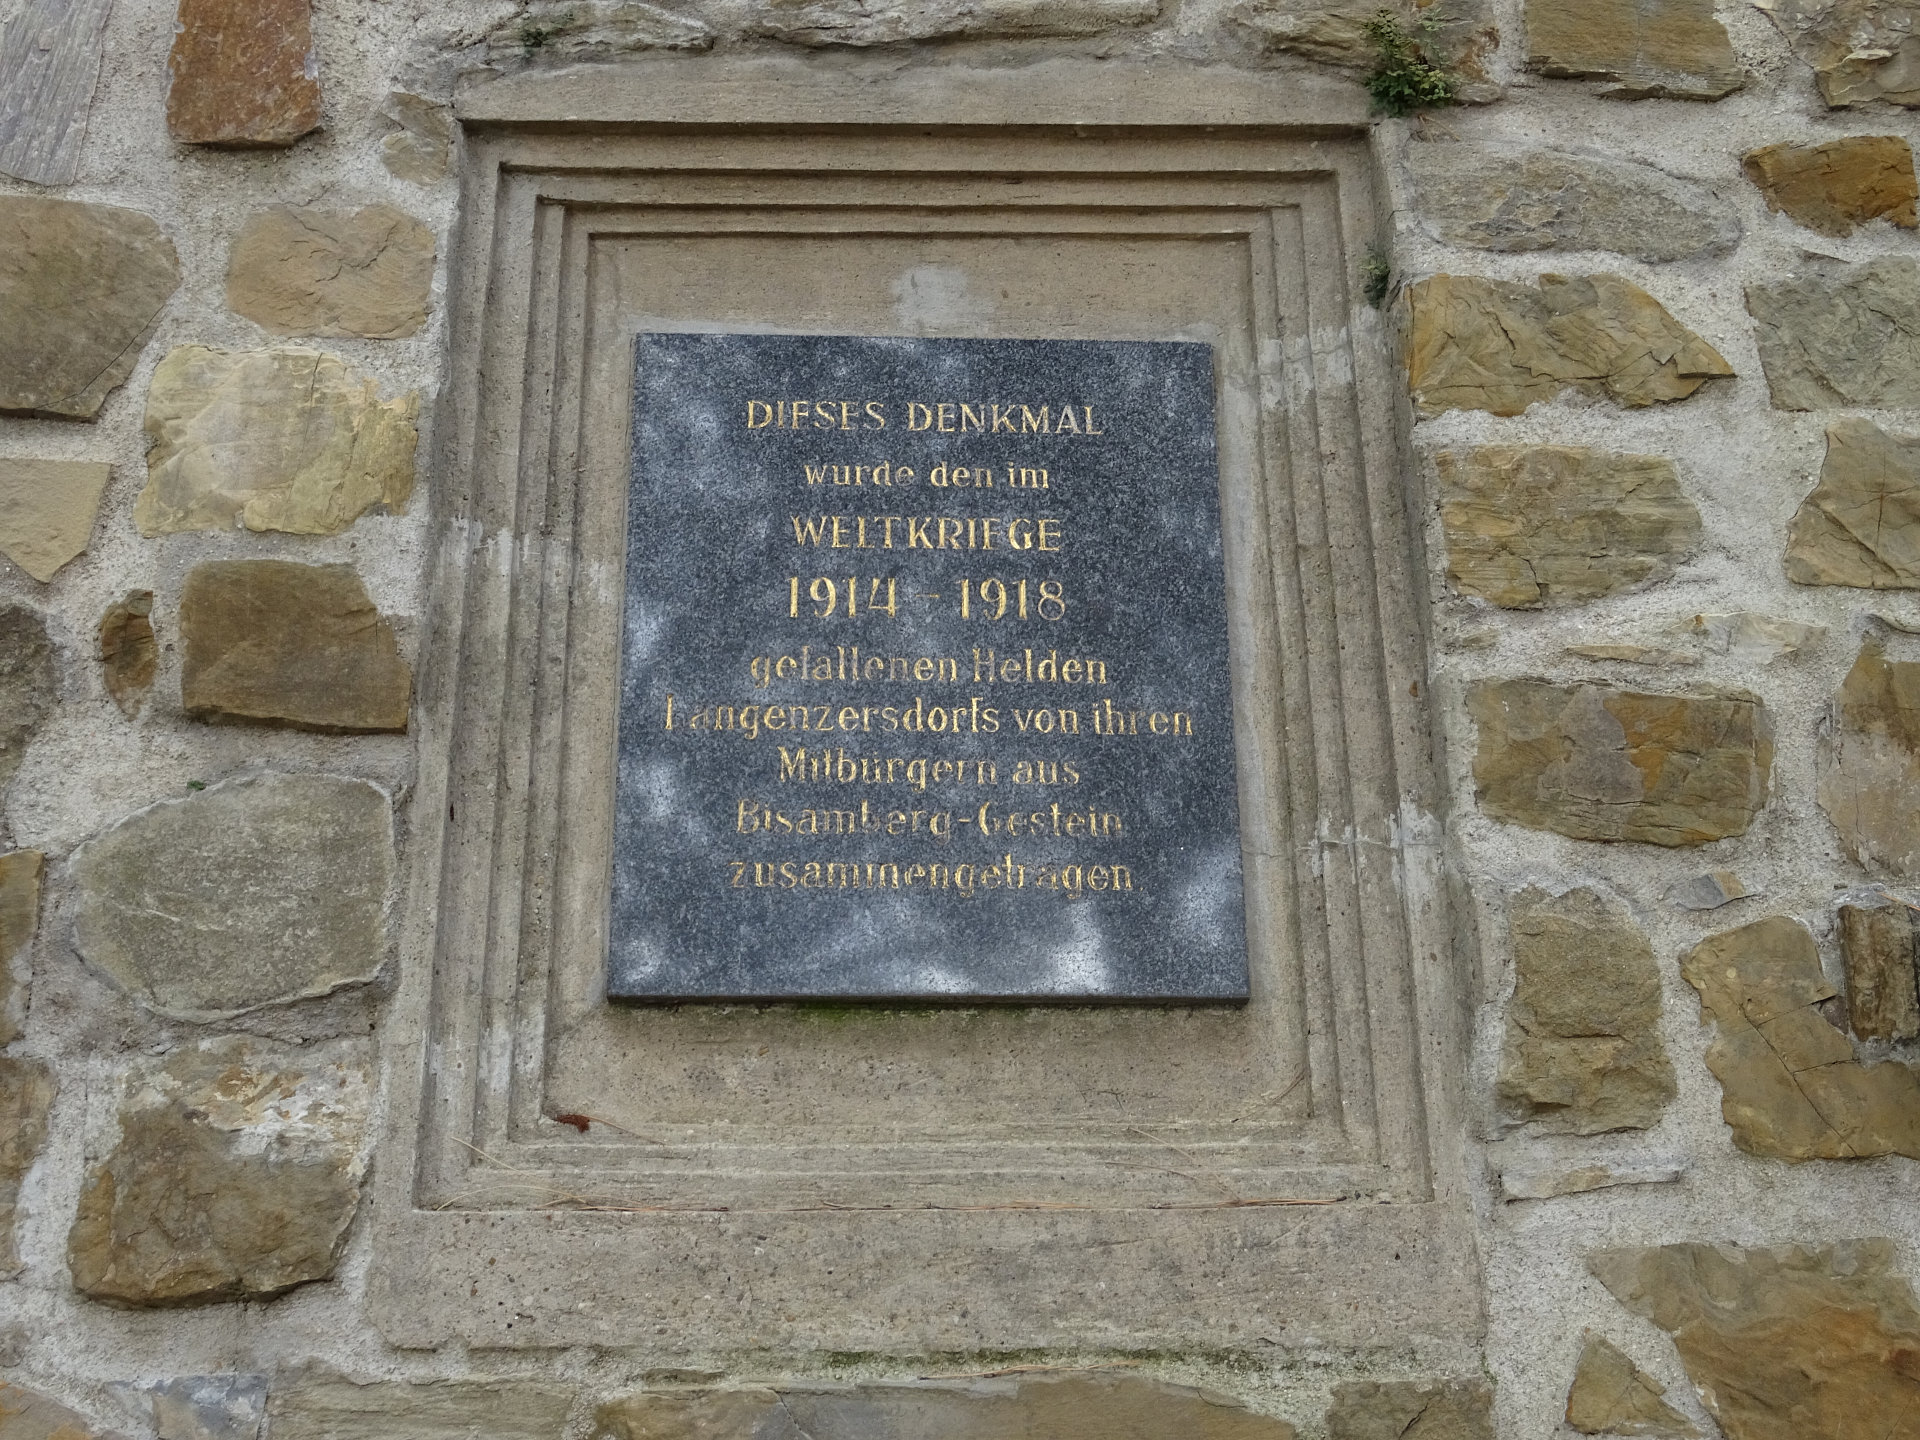 DIESES DENKMAL
wurde den im
WELTKRIEGE
1914 - 1918
gefallenen Helden
Langenzersdorfs von ihren
Mitbürgern aus
Bisamberg-Gestein
zusammengetragen